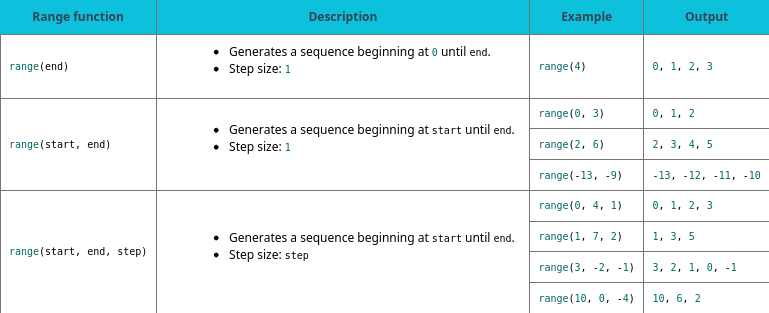 Range function Description Example Output
range(end)
• Generates a sequence beginning at 0 until end.
• Step size: 1
range(4) 0, 1, 2, 3
range(start, end)
• Generates a sequence beginning at start until end.
• Step size: 1
range(0, 3) 0, 1, 2
range(2, 6) 2, 3, 4, 5
range(-13, -9) -13, -12, -11, -10
range(start, end, step)
• Generates a sequence beginning at start until end.
• Step size: step
range(0, 4, 1) 0, 1, 2, 3
range(1, 7, 2) 1, 3, 5
range(3, -2, -1) 3, 2, 1, 0, -1
range(10, 0, -4) 10, 6, 2